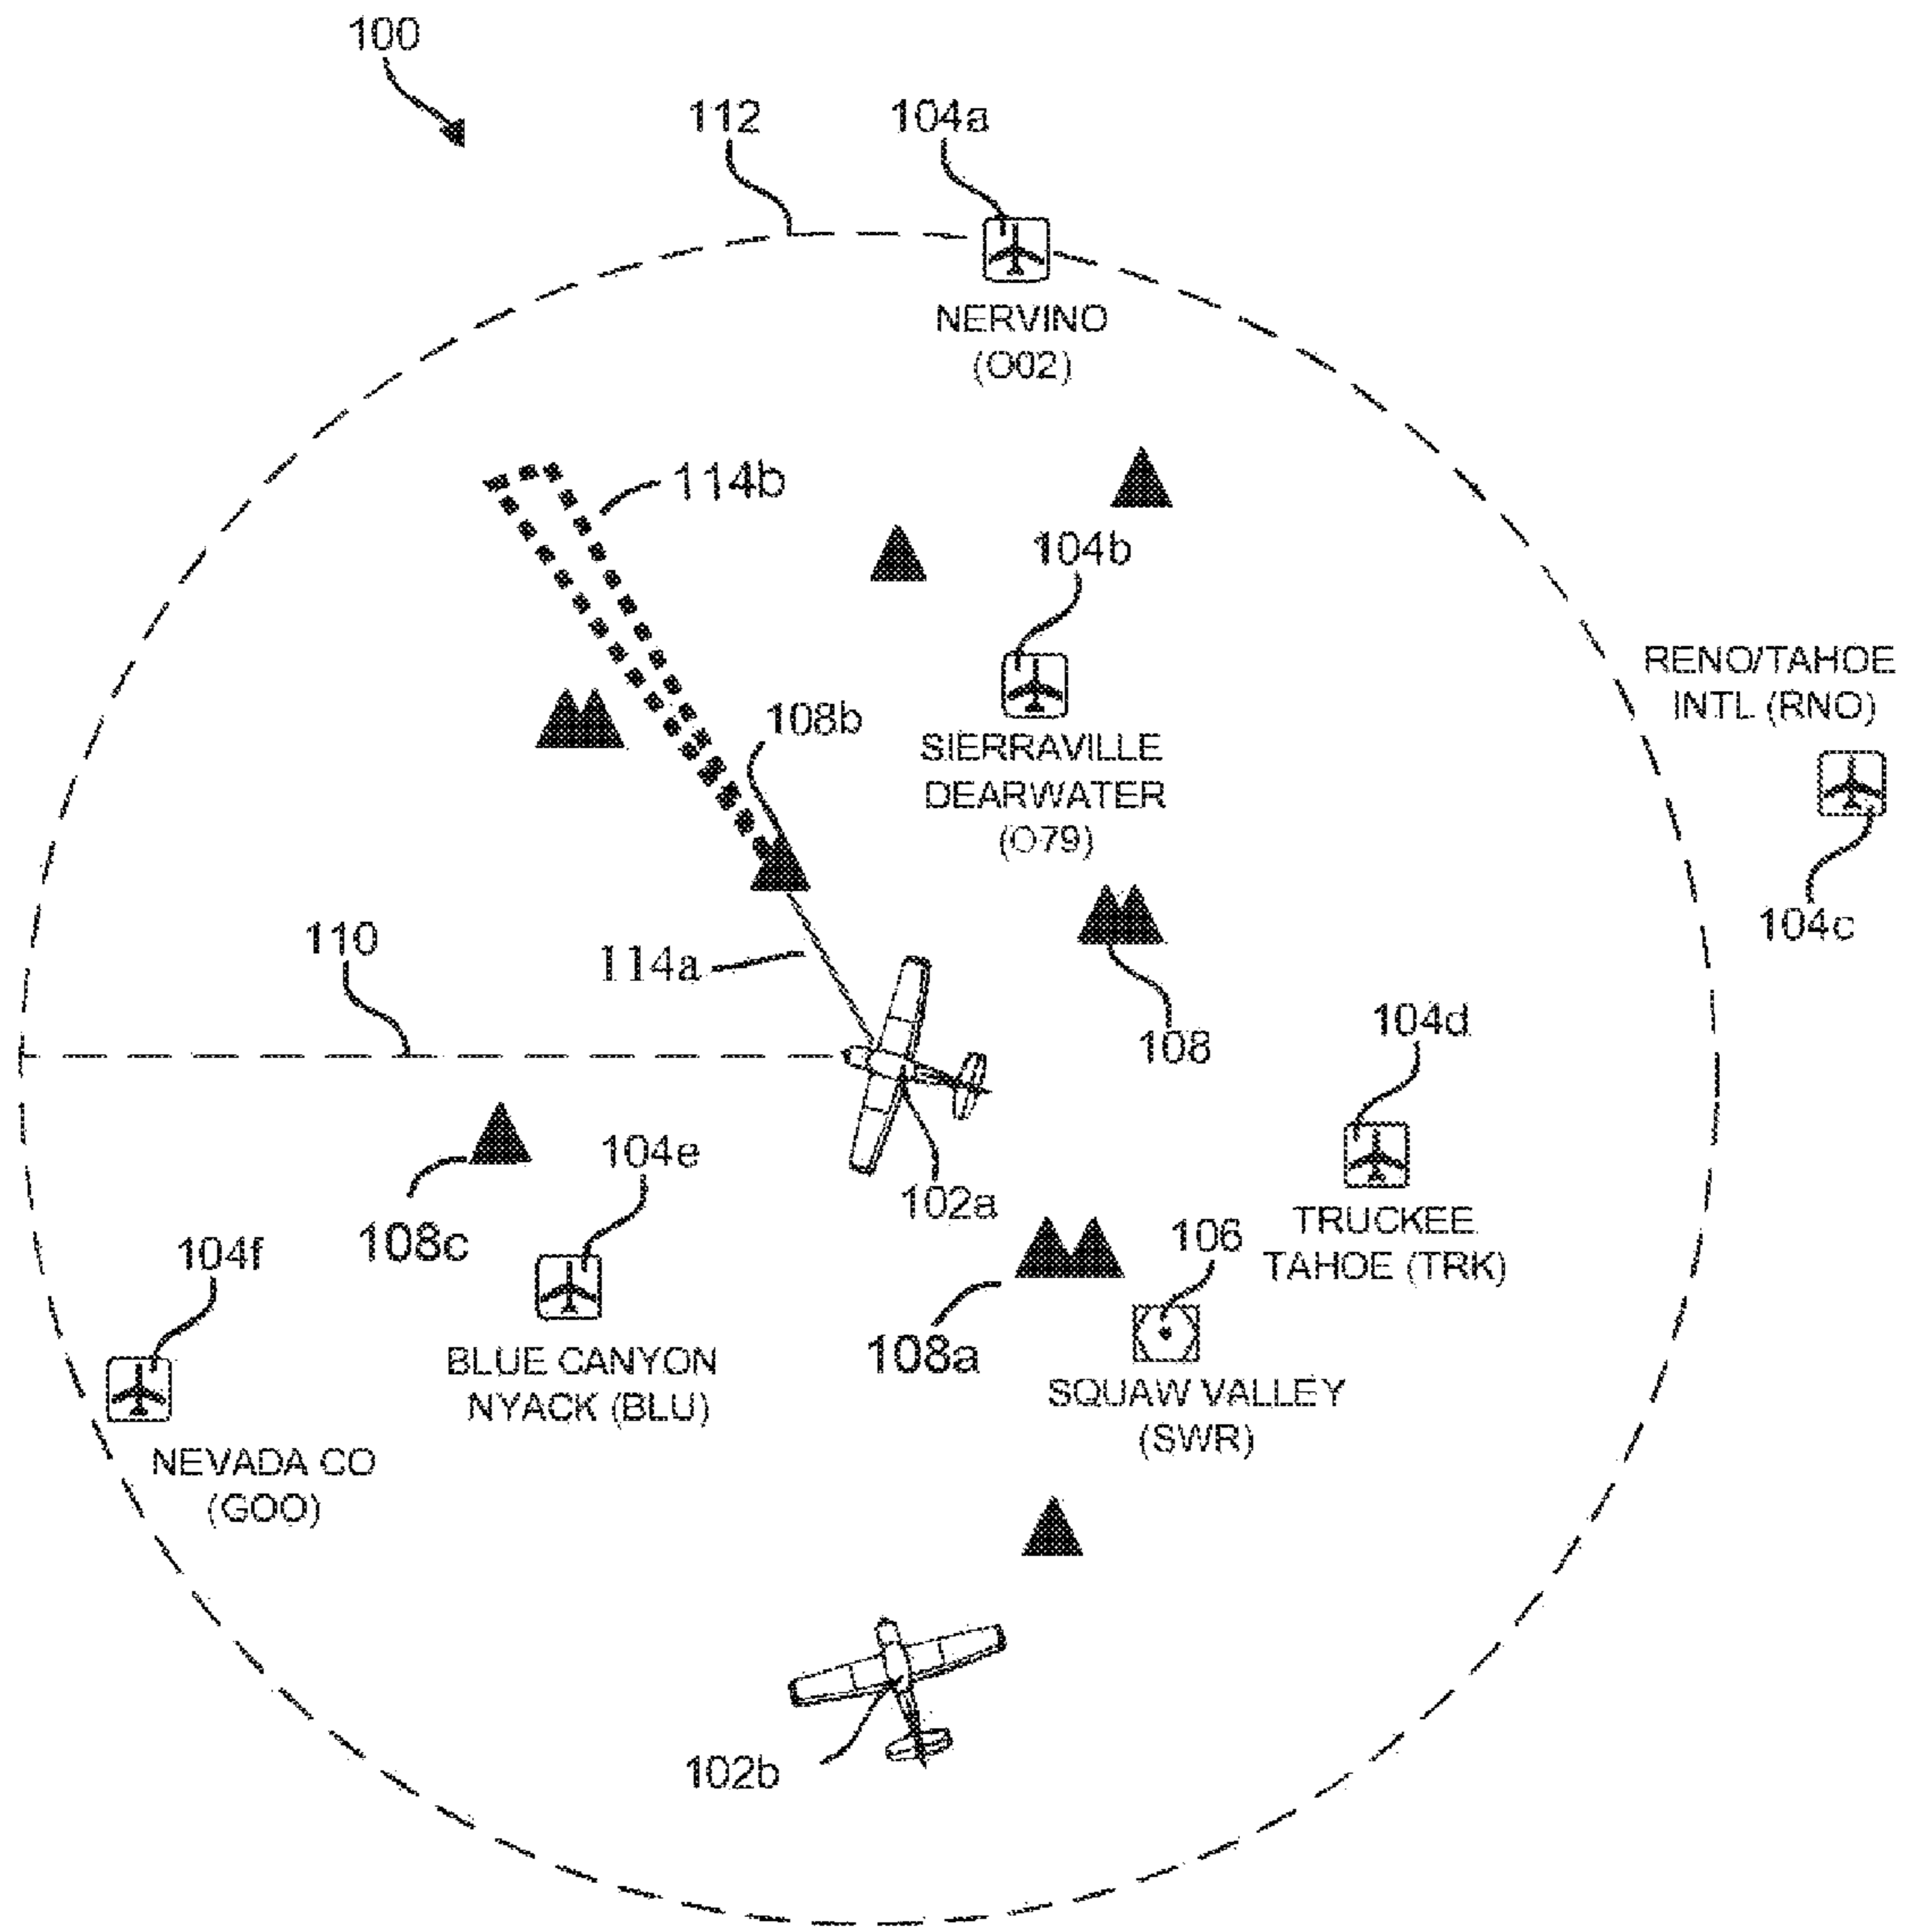 100
112
104a
NERVINO
(O02)
114b
104b
RENO/TAHOE
INTL (RNO)
108b
SIERRAVILLE
DEARWATER
(O79)
104c
110
114a
108
104d
104e
102a
108c
104f
106
TRUCKEE
TAHOE (TRK)
108a
BLUE CANYON
NYACK (BLU)
SQUAW VALLEY
(SWR)
NEVADA CO
(GOO)
102b